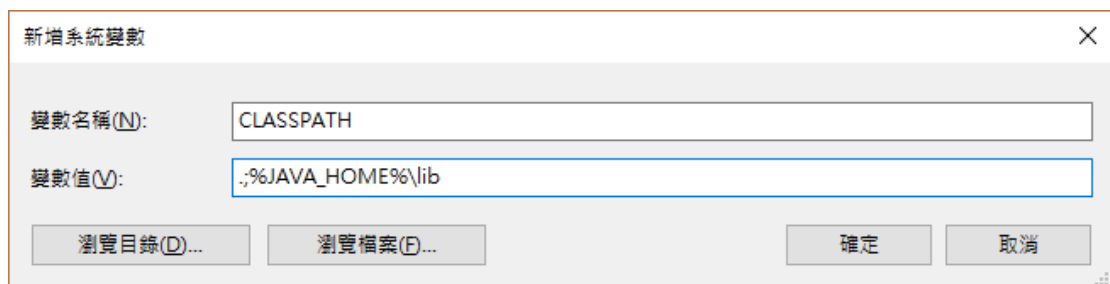 新增系統變數
變數名稱(N): CLASSPATH
變數值(V): .;%JAVA_HOME%\lib
瀏覽目錄(D)... 瀏覽檔案(F)... 確定 取消